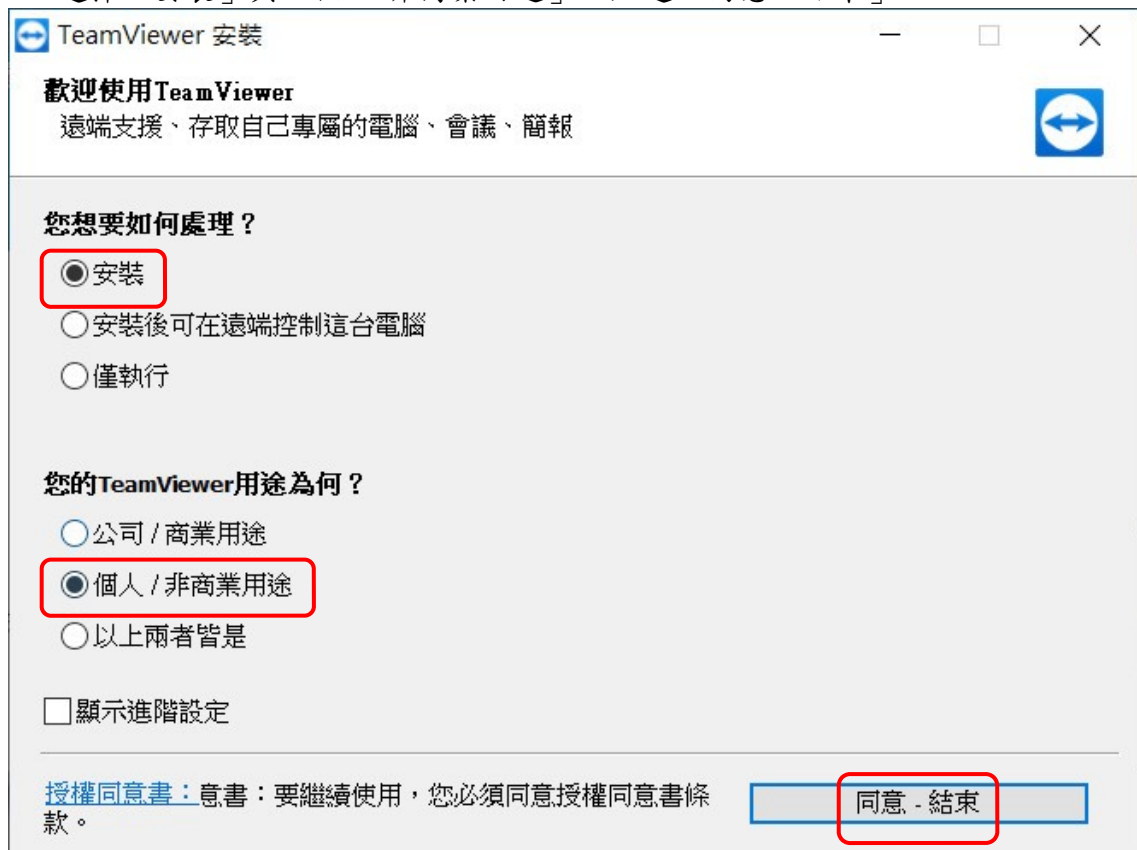 TeamViewer 安裝
歡迎使用TeamViewer
遠端支援、存取自己專屬的電腦、會議、簡報
您想要如何處理？
安裝
安裝後可在遠端控制這台電腦
僅執行
您的TeamViewer用途為何？
公司 / 商業用途
個人 / 非商業用途
以上兩者皆是
顯示進階設定
授權同意書：意書：要繼續使用，您必須同意授權同意書條
款。
同意 - 結束